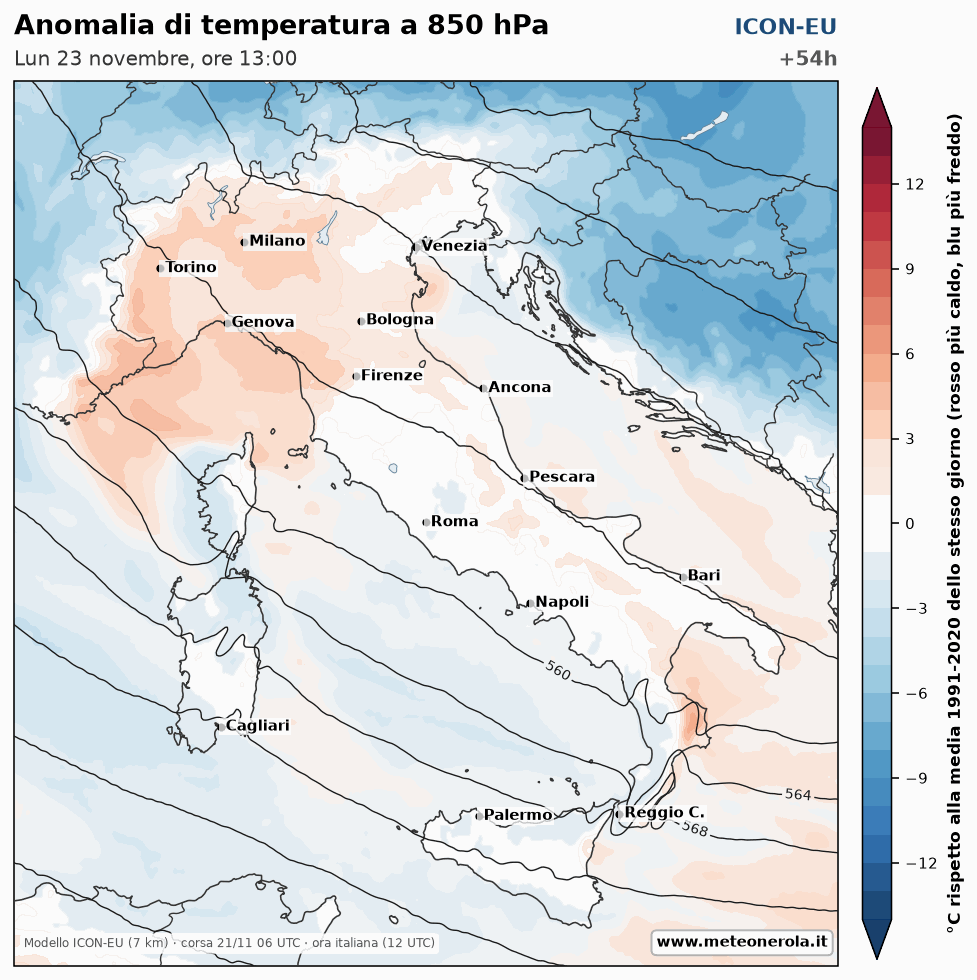 Anomalia di temperatura a 850 hPa
ICON-EU
Lun 23 novembre, ore 13:00
+54h
Milano
Venezia
Torino
Genova
Bologna
Firenze
Ancona
Pescara
Roma
Bari
Napoli
560
Cagliari
564
Palermo
Reggio C.
568
Modello ICON-EU (7 km) · corsa 21/11 06 UTC · ora italiana (12 UTC)
www.meteonerola.it
12
9
6
3
0
−3
−6
−9
−12
°C rispetto alla media 1991-2020 dello stesso giorno (rosso più caldo, blu più freddo)